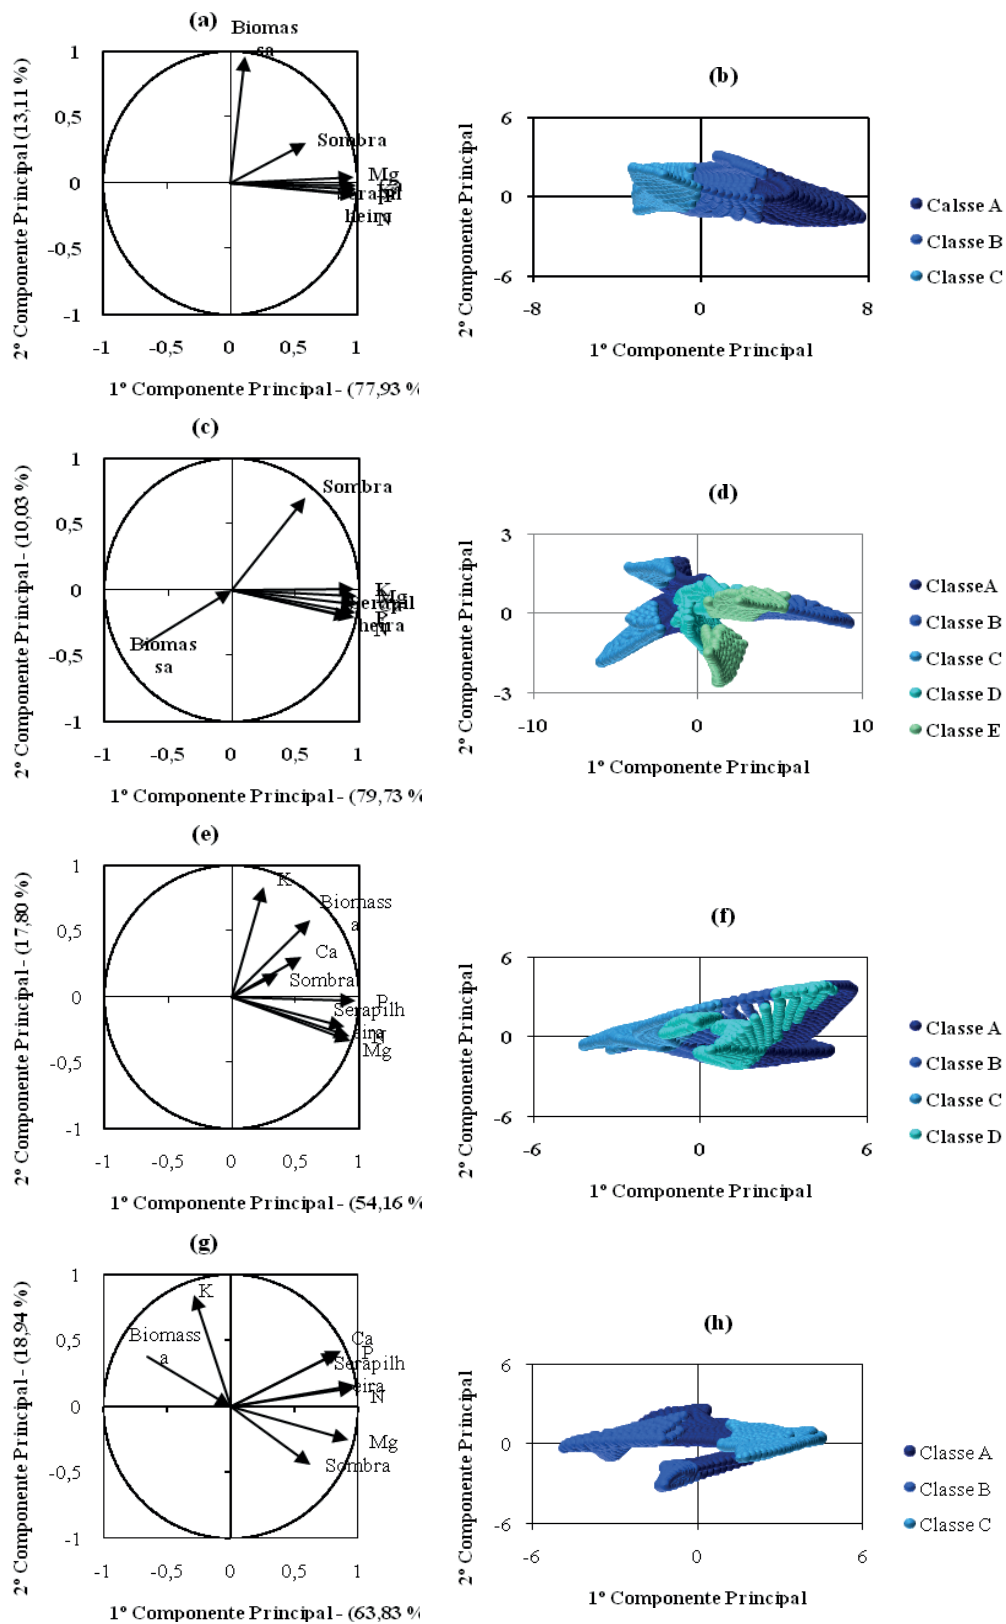 (a)
Biomas
sa
1
0,5
0
-0,5
-1
-1
-0,5
0
0,5
1
Sombra
Mg
Serapil
heira
N
2º Componente Principal (13,11 %)
1º Componente Principal - (77,93 %
(b)
6
0
-6
-8
0
8
2º Componente Principal
1º Componente Principal
Calsse A
Classe B
Classe C
(c)
1
0,5
0
-0,5
-1
-1
-0,5
0
0,5
1
Sombra
K
Mg
Serapil
heira
P
N
Biomas
sa
2º Componente Principal - (10,03 %)
1º Componente Principal - (79,73 %
(d)
3
0
-3
-10
0
10
2º Componente Principal
1º Componente Principal
ClasseA
Classe B
Classe C
Classe D
Classe E
(e)
1
0,5
0
-0,5
-1
-1
-0,5
0
0,5
1
K
Biomass
a
Ca
Sombra
P
Serapilh
eira
N
Mg
2º Componente Principal - (17,80 %)
1º Componente Principal - (54,16 %
(f)
6
0
-6
-6
0
6
2º Componente Principal
1º Componente Principal
Classe A
Classe B
Classe C
Classe D
(g)
1
0,5
0
-0,5
-1
-1
-0,5
0
0,5
1
K
Biomass
a
Ca
P
Serapilh
eira
N
Mg
Sombra
2º Componente Principal - (18,94 %)
1º Componente Principal - (63,83 %
(h)
6
0
-6
-6
0
6
2º Componente Principal
1º Componente Principal
Classe A
Classe B
Classe C